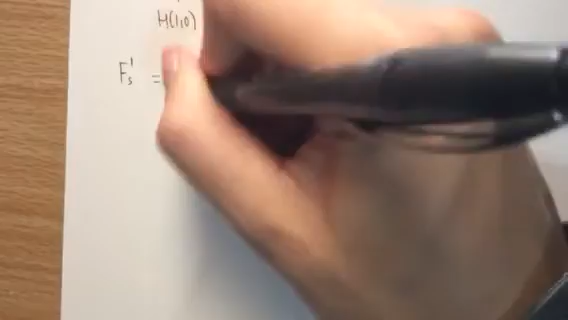 H(1,0)
F's =